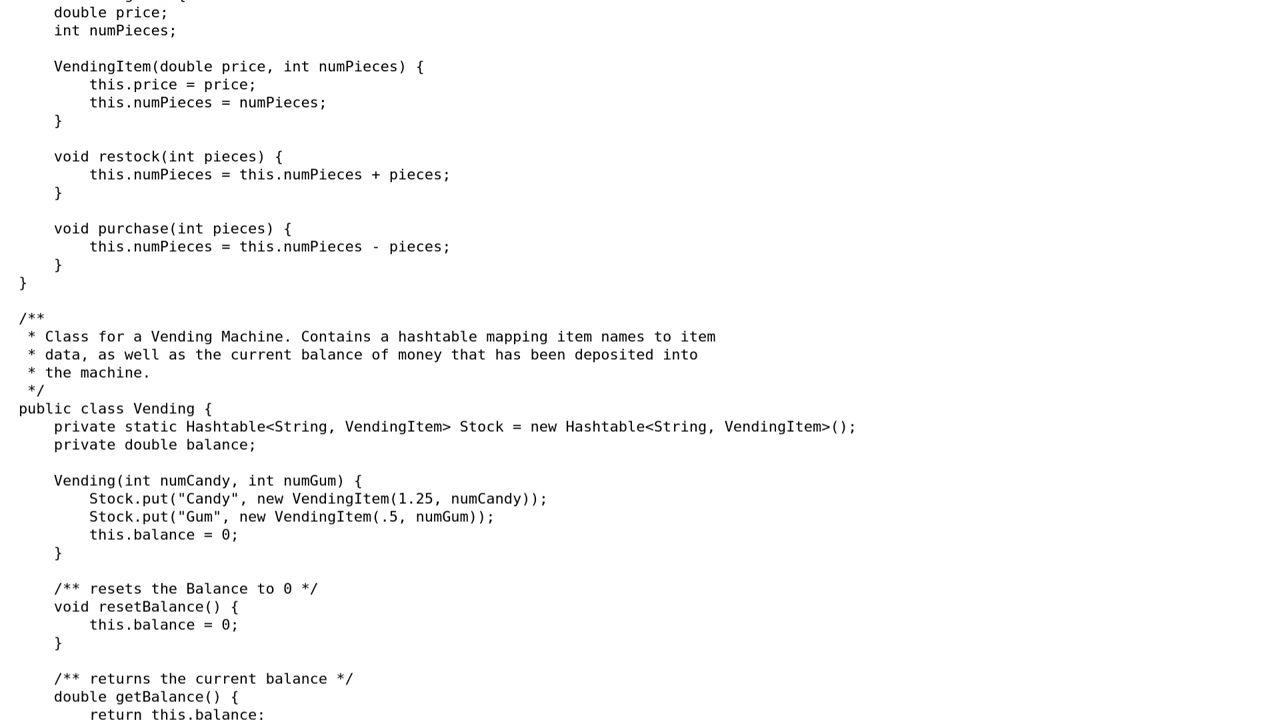 double price;
    int numPieces;

    VendingItem(double price, int numPieces) {
        this.price = price;
        this.numPieces = numPieces;
    }

    void restock(int pieces) {
        this.numPieces = this.numPieces + pieces;
    }

    void purchase(int pieces) {
        this.numPieces = this.numPieces - pieces;
    }
}

/**
 * Class for a Vending Machine. Contains a hashtable mapping item names to item
 * data, as well as the current balance of money that has been deposited into
 * the machine.
 */
public class Vending {
    private static Hashtable<String, VendingItem> Stock = new Hashtable<String, VendingItem>();
    private double balance;

    Vending(int numCandy, int numGum) {
        Stock.put("Candy", new VendingItem(1.25, numCandy));
        Stock.put("Gum", new VendingItem(.5, numGum));
        this.balance = 0;
    }

    /** resets the Balance to 0 */
    void resetBalance() {
        this.balance = 0;
    }

    /** returns the current balance */
    double getBalance() {
        return this.balance;